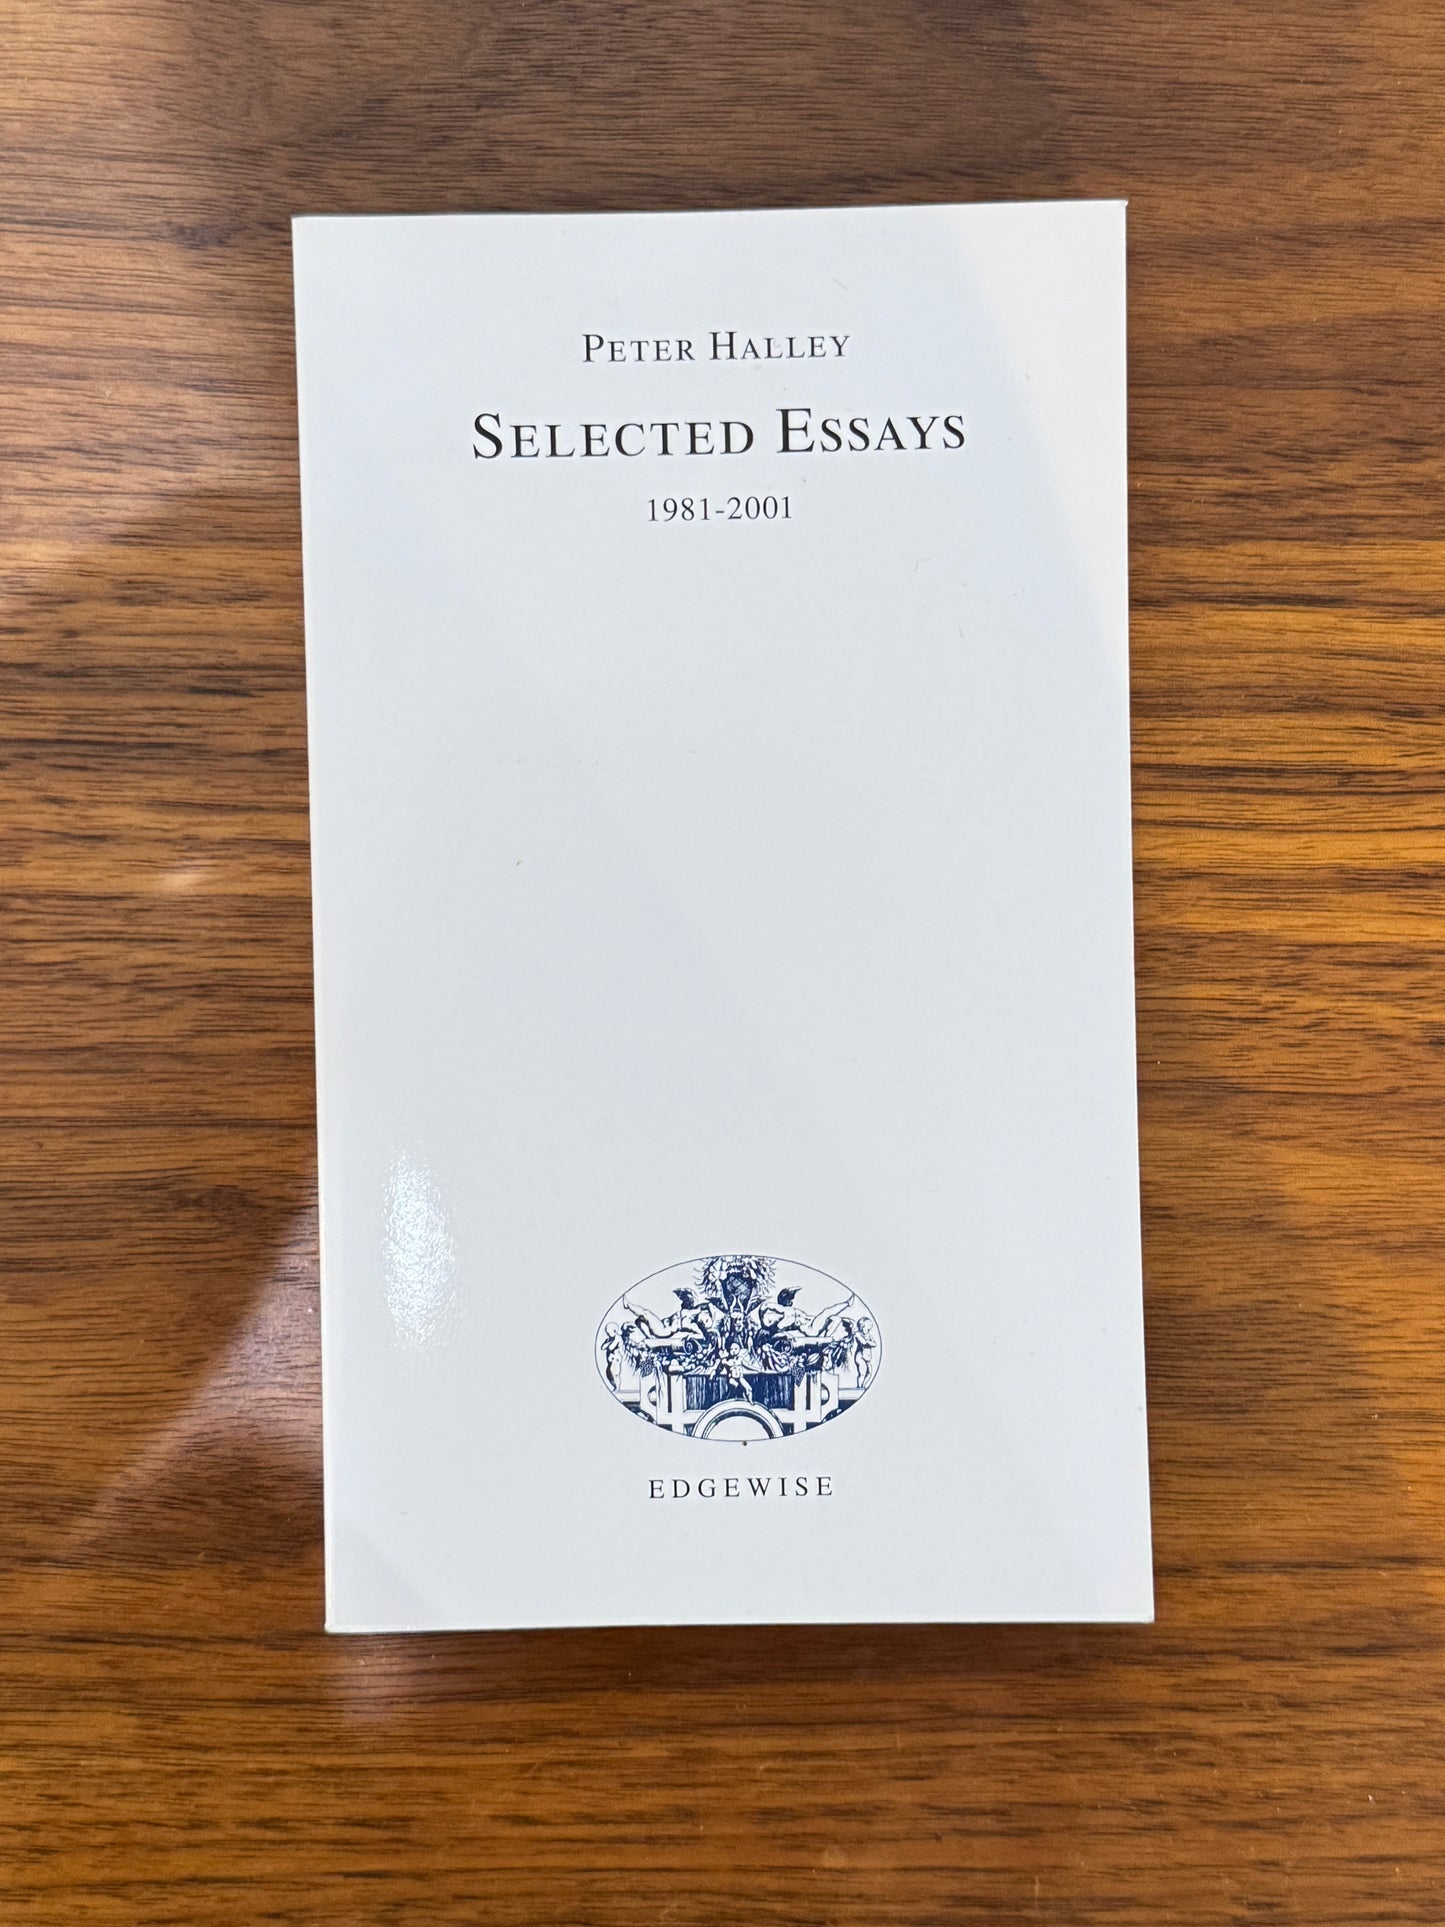 PETER HALLEY
SELECTED ESSAYS
1981-2001
EDGEWISE